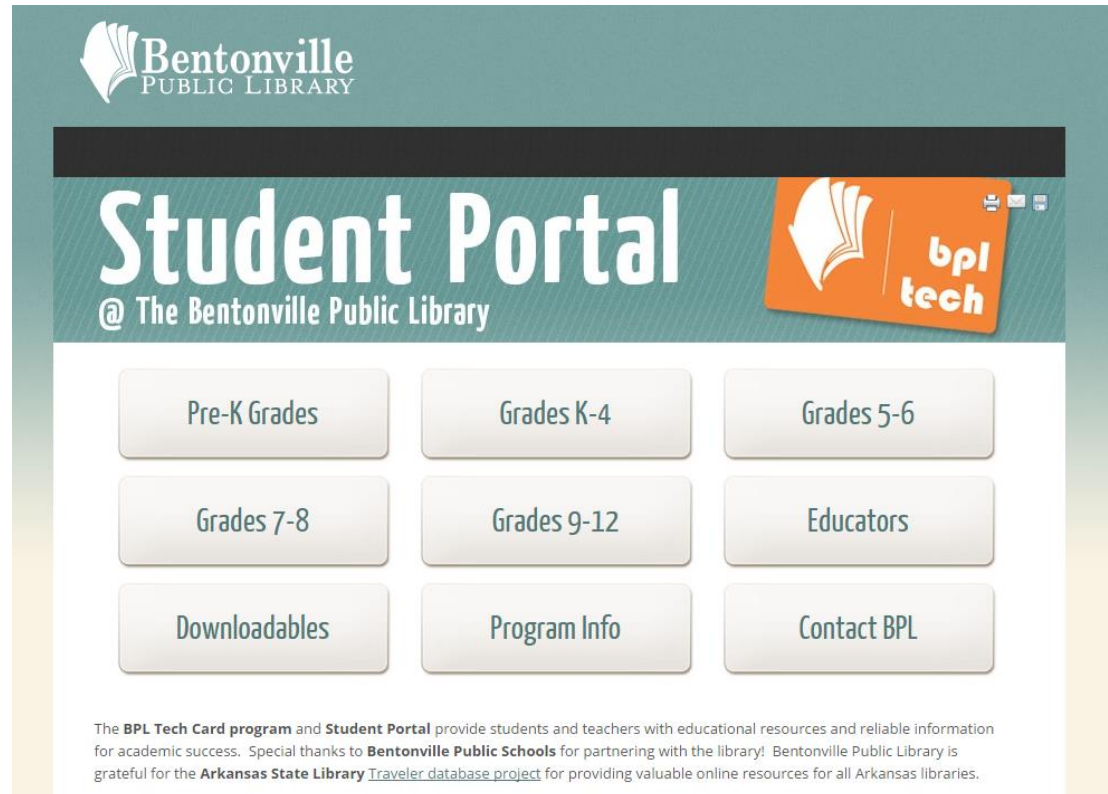 Bentonville
PUBLIC LIBRARY
Student Portal
@ The Bentonville Public Library
bpl
tech
Pre-K Grades
Grades K-4
Grades 5-6
Grades 7-8
Grades 9-12
Educators
Downloadables
Program Info
Contact BPL
The BPL Tech Card program and Student Portal provide students and teachers with educational resources and reliable information
for academic success.  Special thanks to Bentonville Public Schools for partnering with the library!  Bentonville Public Library is
grateful for the Arkansas State Library Traveler database project for providing valuable online resources for all Arkansas libraries.